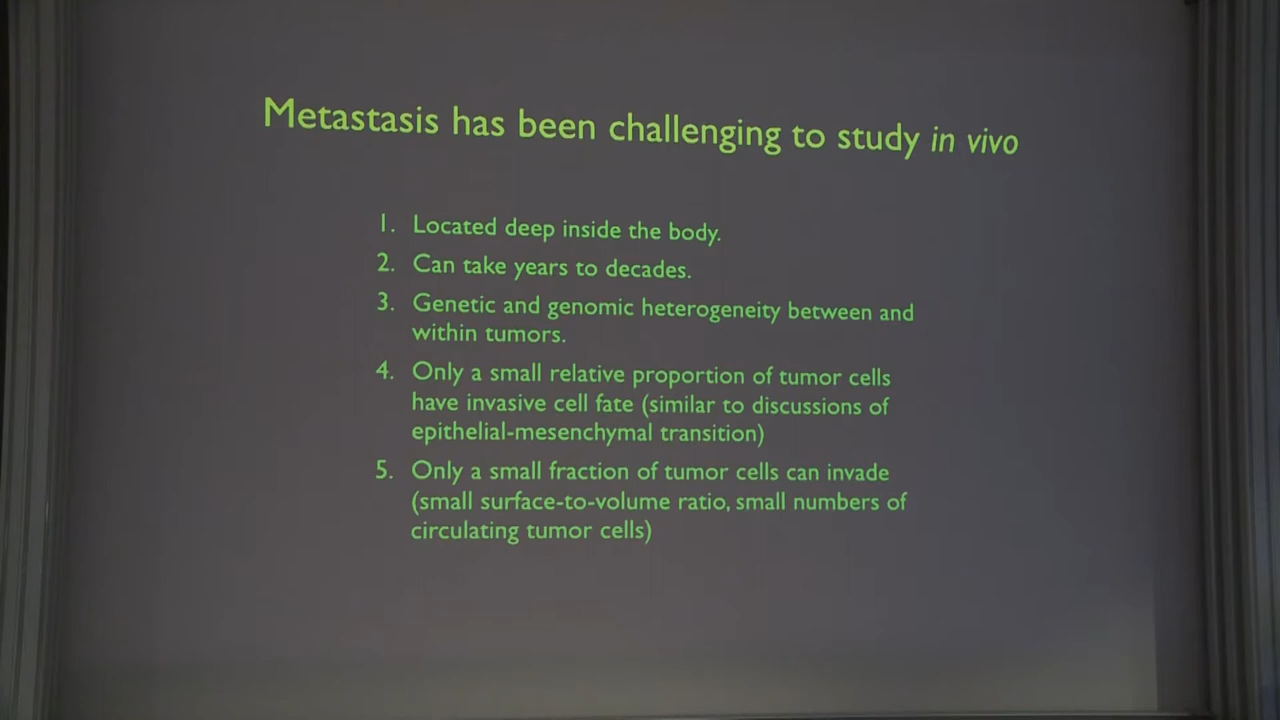 Metastasis has been challenging to study in vivo
1. Located deep inside the body.
2. Can take years to decades.
3. Genetic and genomic heterogeneity between and
within tumors.
4. Only a small relative proportion of tumor cells
have invasive cell fate (similar to discussions of
epithelial-mesenchymal transition)
5. Only a small fraction of tumor cells can invade
(small surface-to-volume ratio, small numbers of
circulating tumor cells)